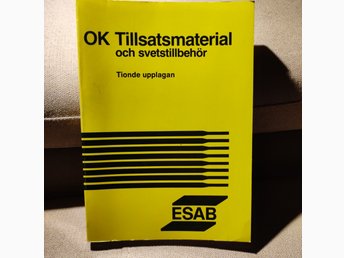 OK Tillsatsmaterial
och svetstillbehör
Tionde upplagan
ESAB